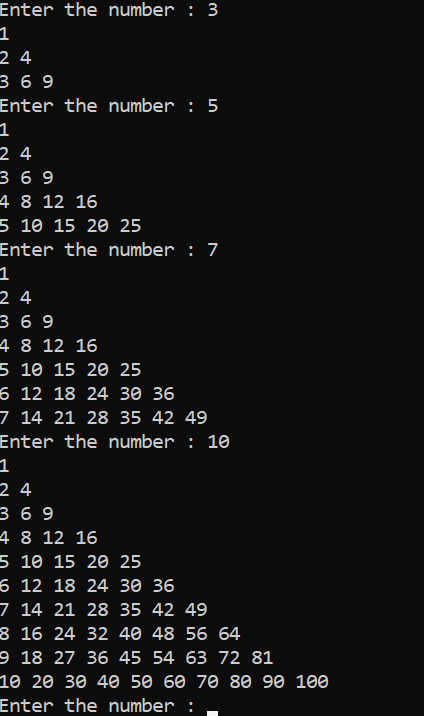 Enter the number : 3
1
2 4
3 6 9
Enter the number : 5
1
2 4
3 6 9
4 8 12 16
5 10 15 20 25
Enter the number : 7
1
2 4
3 6 9
4 8 12 16
5 10 15 20 25
6 12 18 24 30 36
7 14 21 28 35 42 49
Enter the number : 10
1
2 4
3 6 9
4 8 12 16
5 10 15 20 25
6 12 18 24 30 36
7 14 21 28 35 42 49
8 16 24 32 40 48 56 64
9 18 27 36 45 54 63 72 81
10 20 30 40 50 60 70 80 90 100
Enter the number :